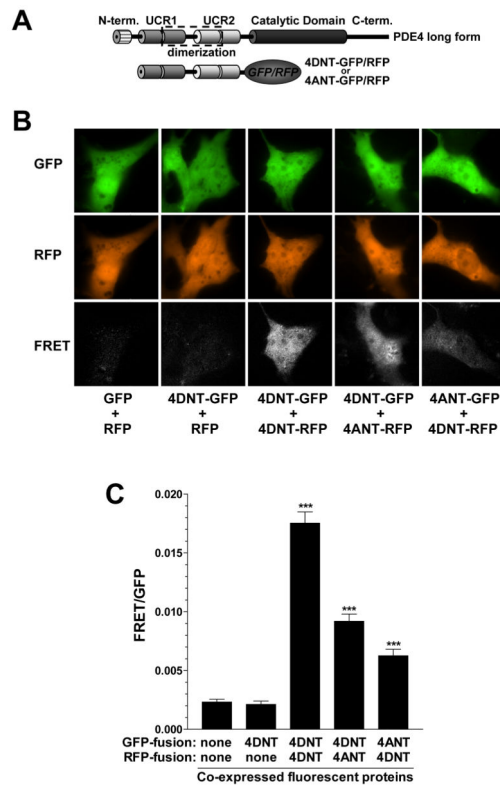 A
N-term. UCR1 UCR2 Catalytic Domain C-term.
PDE4 long form
dimerization
GFP/RFP
4DNT-GFP/RFP
or
4ANT-GFP/RFP
B
GFP
RFP
FRET
GFP 4DNT-GFP 4DNT-GFP 4DNT-GFP 4ANT-GFP
+ + + + +
RFP RFP 4DNT-RFP 4ANT-RFP 4DNT-RFP
C
0.020
***
0.015
FRET/GFP
0.010
***
***
0.005
0.000
GFP-fusion: none 4DNT 4DNT 4DNT 4ANT
RFP-fusion: none none 4DNT 4ANT 4DNT
Co-expressed fluorescent proteins